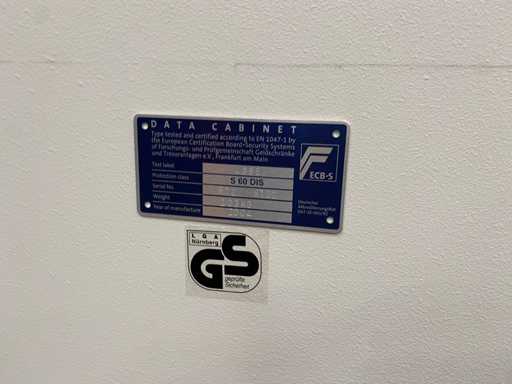 DATA CABINET
Type tested and certified according to EN 1047-1 by
the European Certification Board-Security Systems
of Forschungs- und Prüfgemeinschaft Geldschränke
und Tresoranlagen e.V., Frankfurt am Main
Test label
Protection class S 60 DIS
Serial No
Weight
Year of manufacture
ECB-S
Deutscher
Akkreditierungsrat
LGA
Nürnberg
GS
geprüfte
Sicherheit